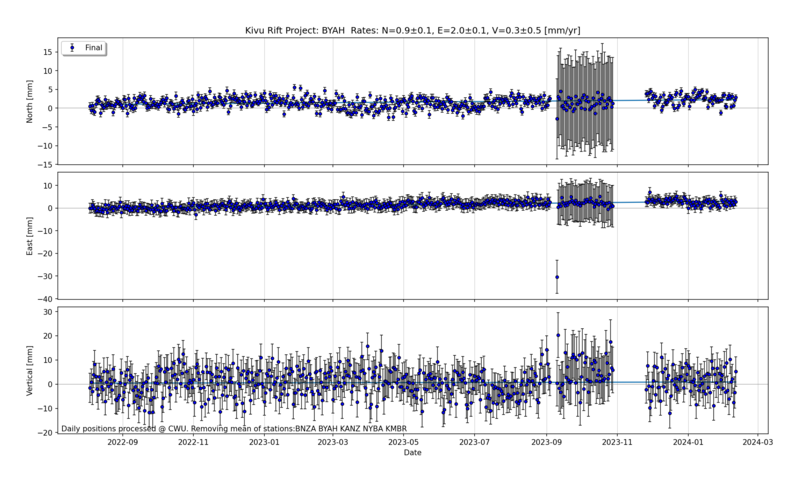 Kivu Rift Project: BYAH Rates: N=0.9±0.1, E=2.0±0.1, V=0.3±0.5 [mm/yr]
Final
15
10
5
0
−5
−10
−15
North [mm]
10
0
−10
−20
−30
−40
East [mm]
30
20
10
0
−10
−20
Vertical [mm]
Daily positions processed @ CWU. Removing mean of stations:BNZA BYAH KANZ NYBA KMBR
2022-09 2022-11 2023-01 2023-03 2023-05 2023-07 2023-09 2023-11 2024-01 2024-03
Date